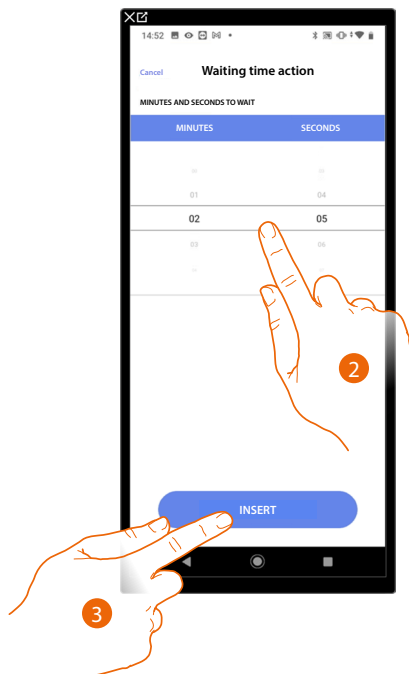 14:52
Cancel Waiting time action
MINUTES AND SECONDS TO WAIT
MINUTES SECONDS
01 04
02 05
03 06
2
INSERT
3